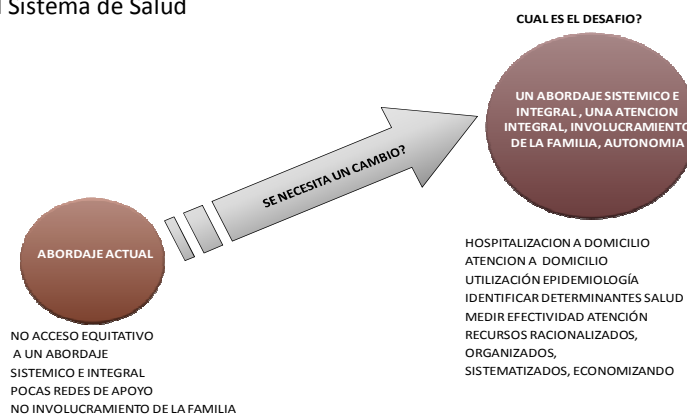 Sistema de Salud
CUAL ES EL DESAFIO?
UN ABORDAJE SISTEMICO E
INTEGRAL , UNA ATENCION
INTEGRAL, INVOLUCRAMIENTO
DE LA FAMILIA, AUTONOMIA
SE NECESITA UN CAMBIO?
ABORDAJE ACTUAL
HOSPITALIZACION A DOMICILIO
ATENCION A DOMICILIO
UTILIZACIÓN EPIDEMIOLOGÍA
IDENTIFICAR DETERMINANTES SALUD
MEDIR EFECTIVIDAD ATENCIÓN
RECURSOS RACIONALIZADOS,
ORGANIZADOS,
SISTEMATIZADOS, ECONOMIZANDO
NO ACCESO EQUITATIVO
A UN ABORDAJE
SISTEMICO E INTEGRAL
POCAS REDES DE APOYO
NO INVOLUCRAMIENTO DE LA FAMILIA